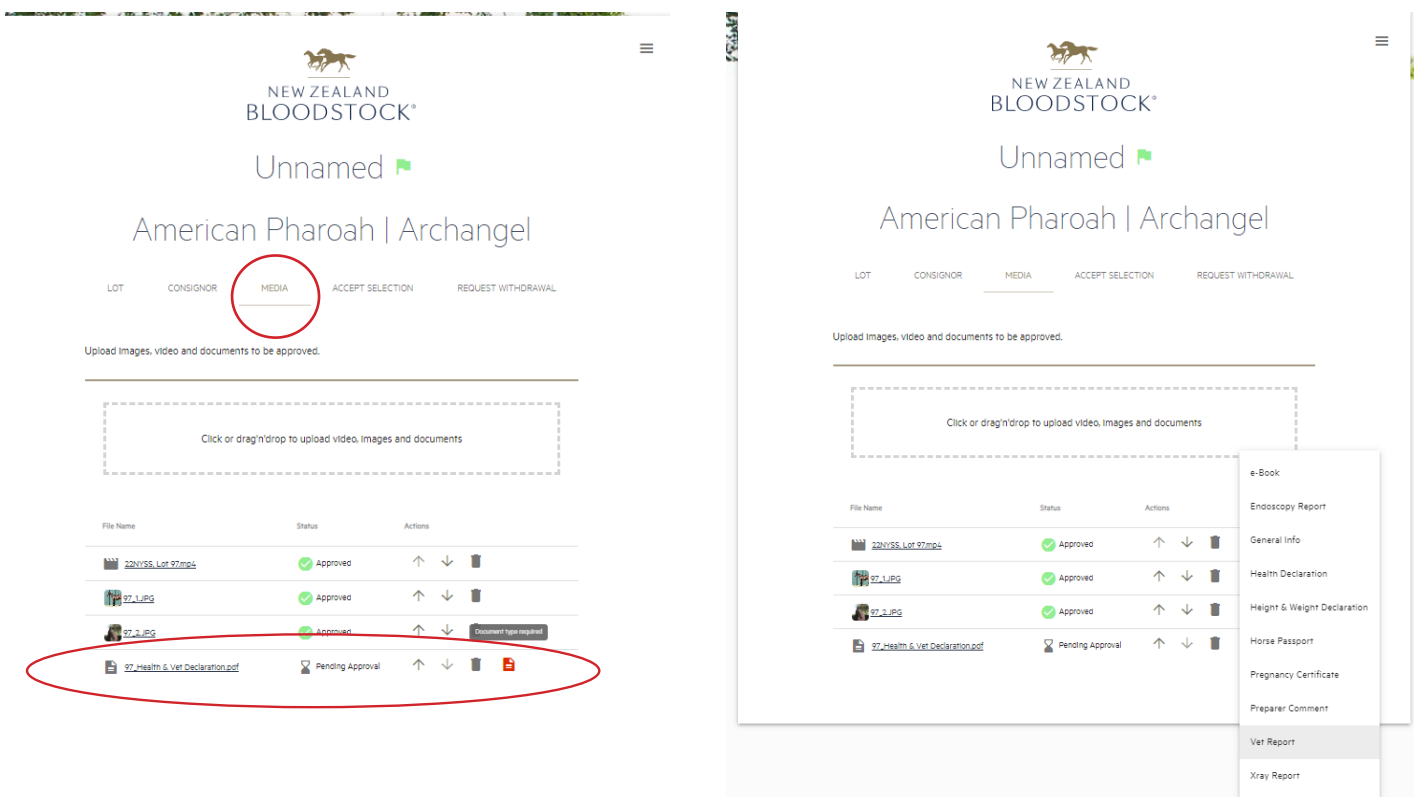 NEW ZEALAND
BLOODSTOCK®
Unnamed
American Pharoah | Archangel
LOT CONSIGNOR MEDIA ACCEPT SELECTION REQUEST WITHDRAWAL
Upload images, video and documents to be approved.
Click or drag'n'drop to upload video, images and documents
File Name Status Actions
22NYSS, Lot 97.mp4 Approved
97_1.JPG Approved
97_2.JPG Approved
Document type required
97_Health & Vet Declaration.pdf Pending Approval
NEW ZEALAND
BLOODSTOCK®
Unnamed
American Pharoah | Archangel
LOT CONSIGNOR MEDIA ACCEPT SELECTION REQUEST WITHDRAWAL
Upload images, video and documents to be approved.
Click or drag'n'drop to upload video, images and documents
File Name Status Actions
22NYSS, Lot 97.mp4 Approved
97_1.JPG Approved
97_2.JPG Approved
97_Health & Vet Declaration.pdf Pending Approval
e-Book
Endoscopy Report
General Info
Health Declaration
Height & Weight Declaration
Horse Passport
Pregnancy Certificate
Preparer Comment
Vet Report
Xray Report